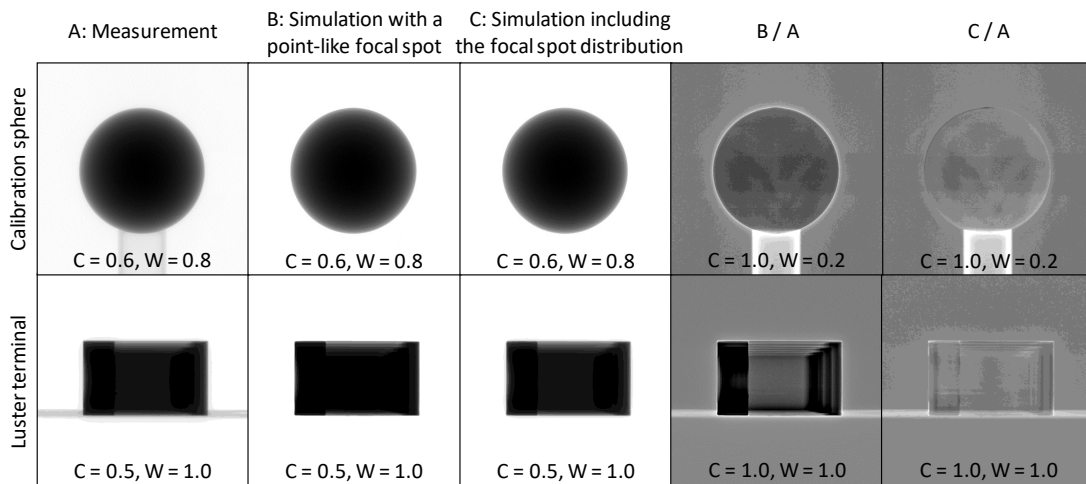 A: Measurement
B: Simulation with a
point-like focal spot
C: Simulation including
the focal spot distribution
B / A
C / A
Calibration sphere
C = 0.6, W = 0.8
C = 0.6, W = 0.8
C = 0.6, W = 0.8
C = 1.0, W = 0.2
C = 1.0, W = 0.2
Luster terminal
C = 0.5, W = 1.0
C = 0.5, W = 1.0
C = 0.5, W = 1.0
C = 1.0, W = 1.0
C = 1.0, W = 1.0